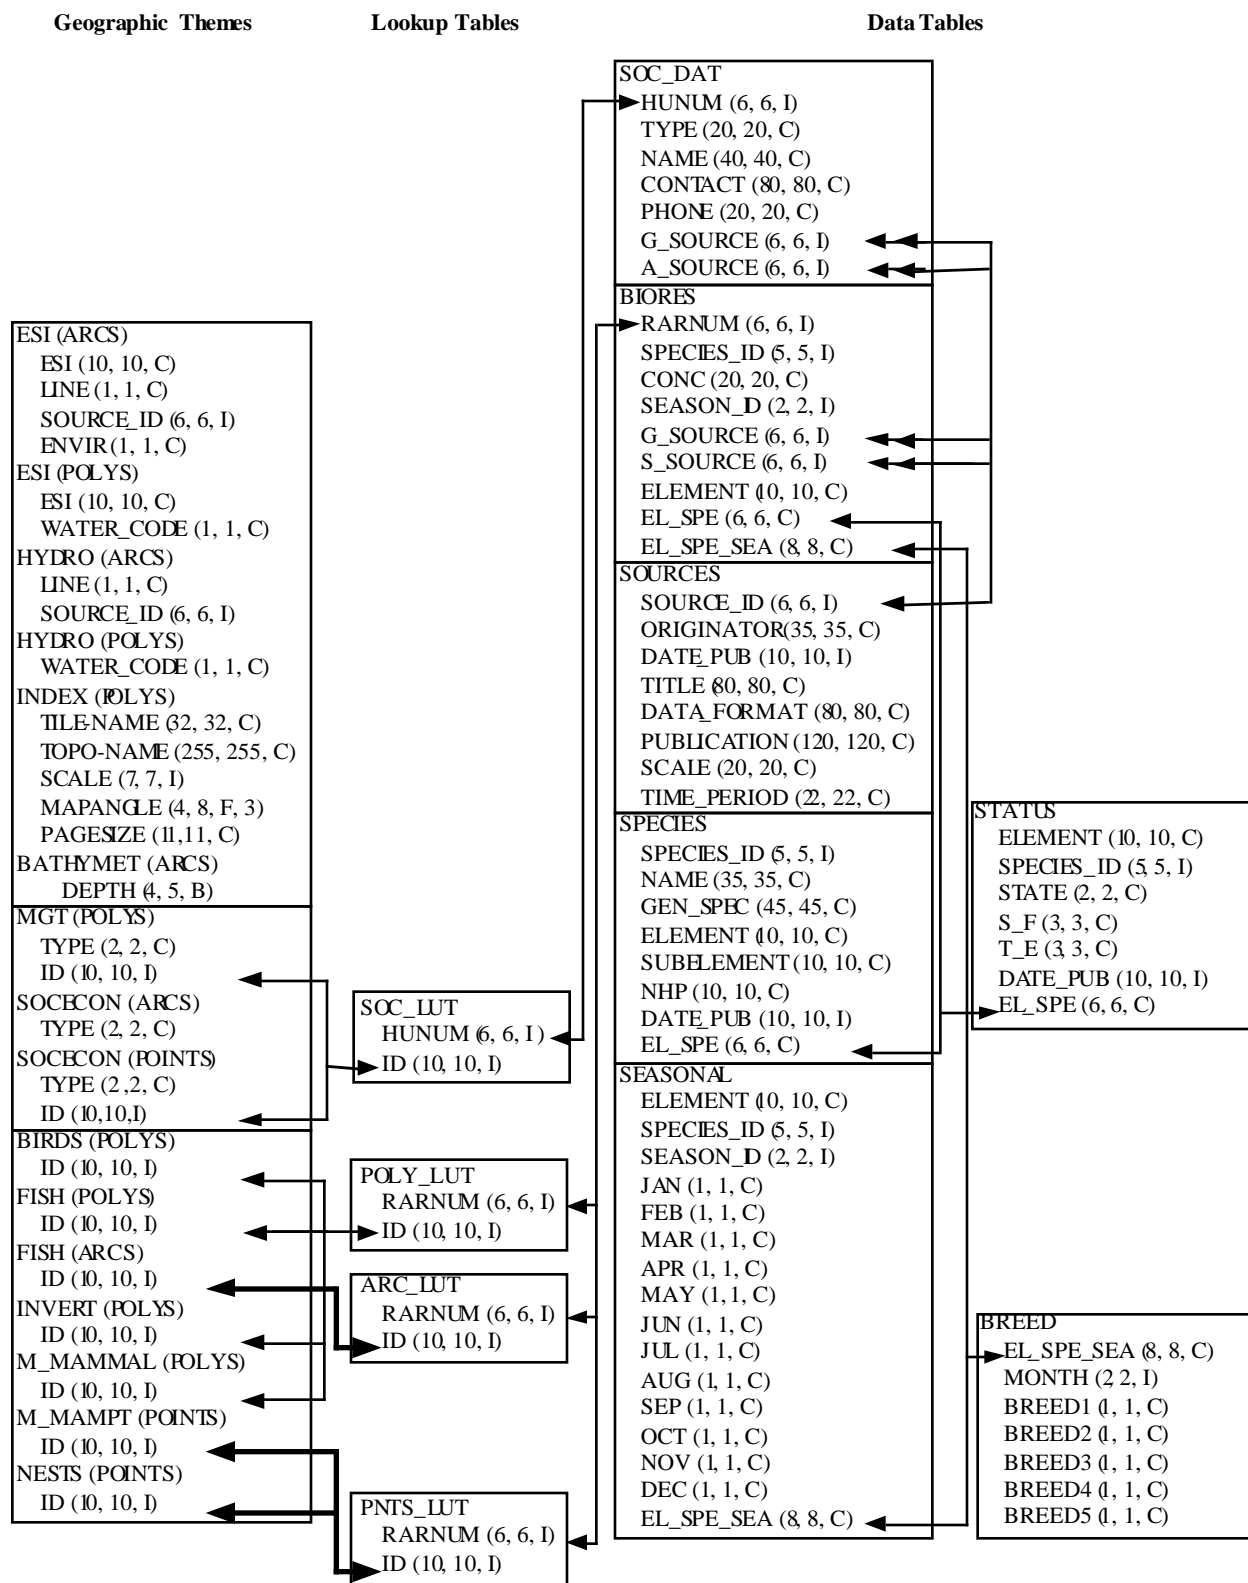 Geographic Themes
Lookup Tables
Data Tables
ESI (ARCS)
ESI (10, 10, C)
LINE (1, 1, C)
SOURCE_ID (6, 6, I)
ENVIR (1, 1, C)
ESI (POLYS)
ESI (10, 10, C)
WATER_CODE (1, 1, C)
HYDRO (ARCS)
LINE (1, 1, C)
SOURCE_ID (6, 6, I)
HYDRO (POLYS)
WATER_CODE (1, 1, C)
INDEX (POLYS)
TILE-NAME (32, 32, C)
TOPO-NAME (255, 255, C)
SCALE (7, 7, I)
MAPANGLE (4, 8, F, 3)
PAGESIZE (11,11, C)
BATHYMET (ARCS)
DEPTH (4, 5, B)
MGT (POLYS)
TYPE (2, 2, C)
ID (10, 10, I)
SOCECON (ARCS)
TYPE (2, 2, C)
SOCECON (POINTS)
TYPE (2 ,2, C)
ID (10,10,I)
BIRDS (POLYS)
ID (10, 10, I)
FISH (POLYS)
ID (10, 10, I)
FISH (ARCS)
ID (10, 10, I)
INVERT (POLYS)
ID (10, 10, I)
M_MAMMAL (POLYS)
ID (10, 10, I)
M_MAMPT (POINTS)
ID (10, 10, I)
NESTS (POINTS)
ID (10, 10, I)
SOC_LUT
HUNUM (6, 6, I)
ID (10, 10, I)
POLY_LUT
RARNUM (6, 6, I)
ID (10, 10, I)
ARC_LUT
RARNUM (6, 6, I)
ID (10, 10, I)
PNTS_LUT
RARNUM (6, 6, I)
ID (10, 10, I)
SOC_DAT
HUNUM (6, 6, I)
TYPE (20, 20, C)
NAME (40, 40, C)
CONTACT (80, 80, C)
PHONE (20, 20, C)
G_SOURCE (6, 6, I)
A_SOURCE (6, 6, I)
BIORES
RARNUM (6, 6, I)
SPECIES_ID (5, 5, I)
CONC (20, 20, C)
SEASON_ID (2, 2, I)
G_SOURCE (6, 6, I)
S_SOURCE (6, 6, I)
ELEMENT (10, 10, C)
EL_SPE (6, 6, C)
EL_SPE_SEA (8, 8, C)
SOURCES
SOURCE_ID (6, 6, I)
ORIGINATOR (35, 35, C)
DATE_PUB (10, 10, I)
TITLE (80, 80, C)
DATA_FORMAT (80, 80, C)
PUBLICATION (120, 120, C)
SCALE (20, 20, C)
TIME_PERIOD (22, 22, C)
SPECIES
SPECIES_ID (5, 5, I)
NAME (35, 35, C)
GEN_SPEC (45, 45, C)
ELEMENT (10, 10, C)
SUBELEMENT (10, 10, C)
NHP (10, 10, C)
DATE_PUB (10, 10, I)
EL_SPE (6, 6, C)
SEASONAL
ELEMENT (10, 10, C)
SPECIES_ID (5, 5, I)
SEASON_ID (2, 2, I)
JAN (1, 1, C)
FEB (1, 1, C)
MAR (1, 1, C)
APR (1, 1, C)
MAY (1, 1, C)
JUN (1, 1, C)
JUL (1, 1, C)
AUG (1, 1, C)
SEP (1, 1, C)
OCT (1, 1, C)
NOV (1, 1, C)
DEC (1, 1, C)
EL_SPE_SEA (8, 8, C)
STATUS
ELEMENT (10, 10, C)
SPECIES_ID (5, 5, I)
STATE (2, 2, C)
S_F (3, 3, C)
T_E (3, 3, C)
DATE_PUB (10, 10, I)
EL_SPE (6, 6, C)
BREED
EL_SPE_SEA (8, 8, C)
MONTH (2, 2, I)
BREED1 (1, 1, C)
BREED2 (1, 1, C)
BREED3 (1, 1, C)
BREED4 (1, 1, C)
BREED5 (1, 1, C)